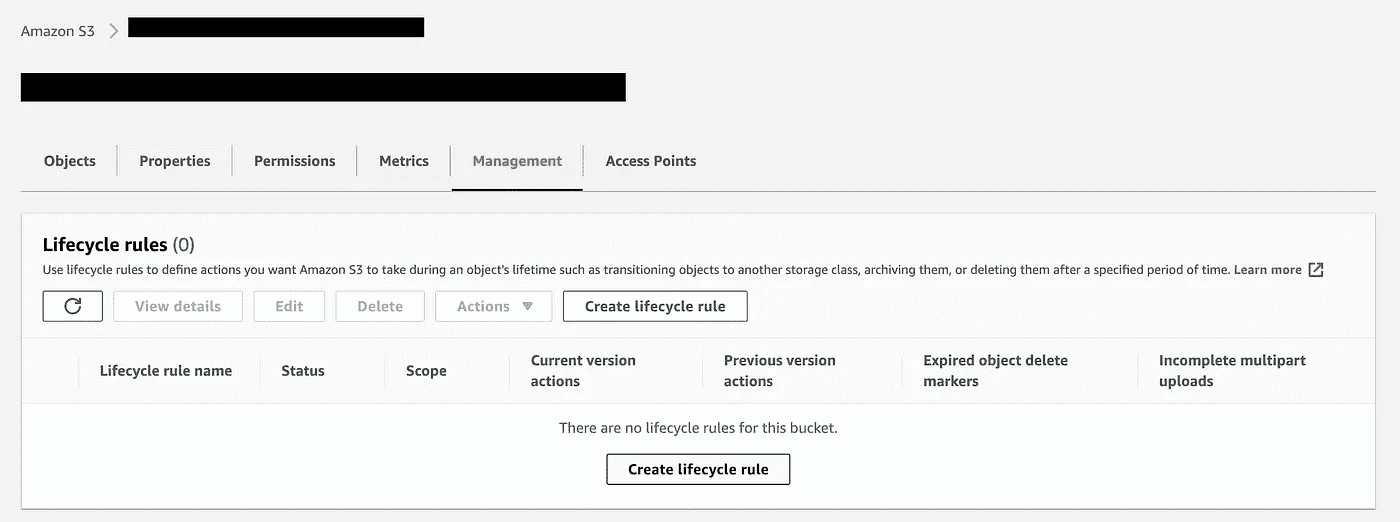 Amazon S3
Objects Properties Permissions Metrics Management Access Points
Lifecycle rules (0)
Use lifecycle rules to define actions you want Amazon S3 to take during an object's lifetime such as transitioning objects to another storage class, archiving them, or deleting them after a specified period of time. Learn more
View details Edit Delete Actions Create lifecycle rule
Lifecycle rule name Status Scope Current version actions Previous version actions Expired object delete markers Incomplete multipart uploads
There are no lifecycle rules for this bucket.
Create lifecycle rule